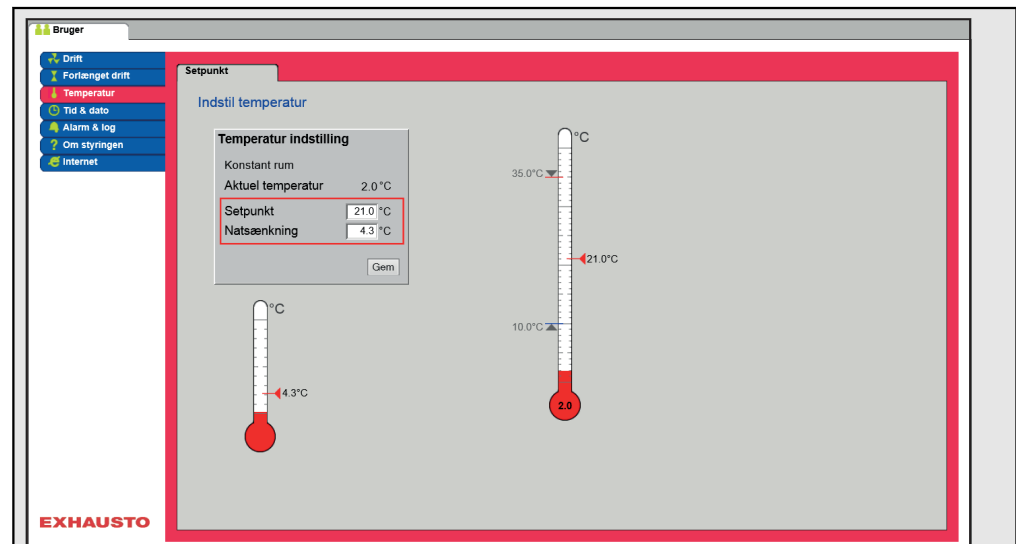 Bruger
Drift
Forlænget drift
Temperatur
Tid & dato
Alarm & log
Om styringen
Internet
Setpunkt
Indstil temperatur
Temperatur indstilling
Konstant rum
Aktuel temperatur 2.0 °C
Setpunkt 21.0 °C
Natsænkning 4.3 °C
Gem
°C
4.3°C
°C
35.0°C
21.0°C
10.0°C
2.0
EXHAUSTO